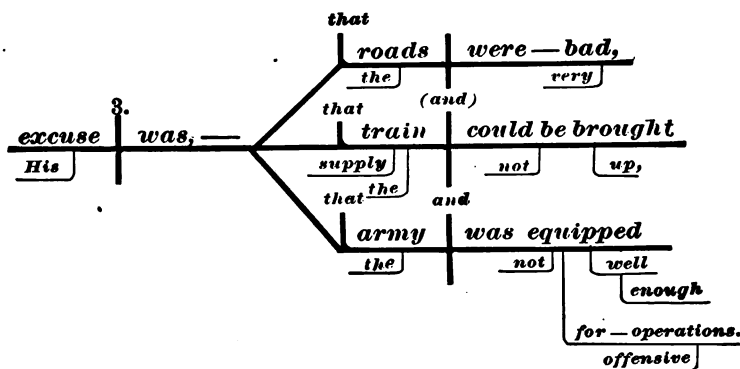 that
roads were — bad,
the very
3. (and)
that
excuse was, — train could be brought
His supply the not up,
that and
army was equipped
the not well
enough
for — operations.
offensive